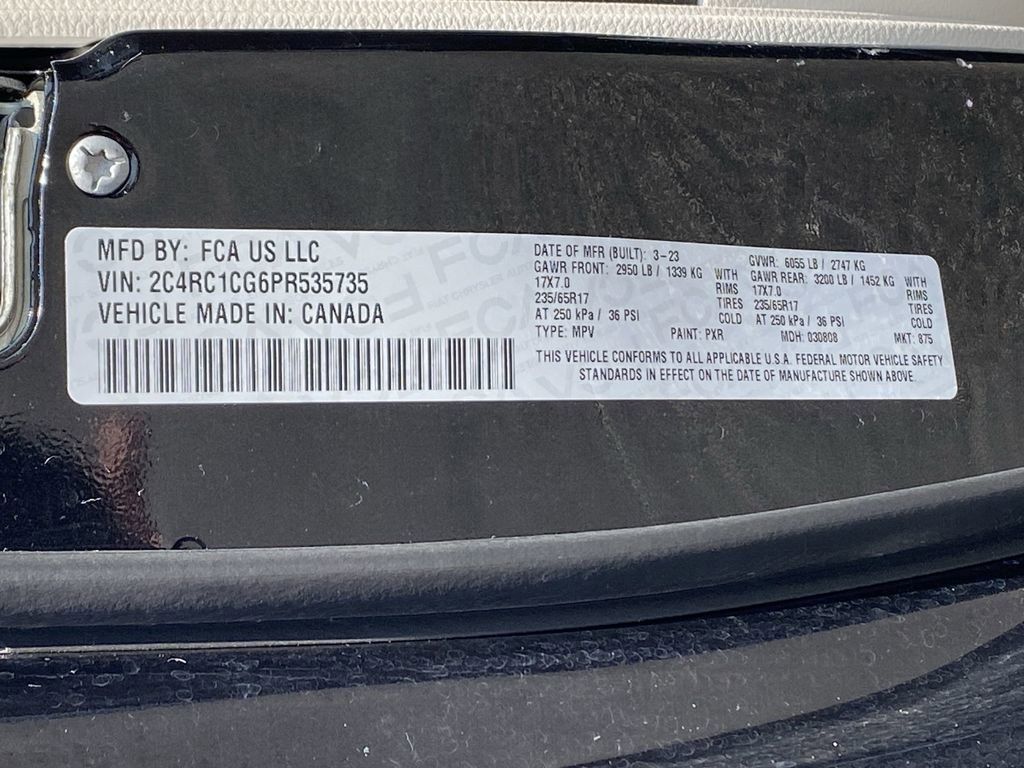 MFD BY: FCA US LLC
VIN: 2C4RC1CG6PR535735
VEHICLE MADE IN: CANADA
DATE OF MFR (BUILT): 3-23 GVWR: 6055 LB / 2747 KG
GAWR FRONT: 2950 LB / 1339 KG WITH GAWR REAR: 3200 LB / 1452 KG WITH
17X7.0 RIMS 17X7.0 RIMS
235/65R17 TIRES 235/65R17 TIRES
AT 250 kPa / 36 PSI COLD AT 250 kPa / 36 PSI COLD
TYPE: MPV PAINT: PXR MDH: 030808 MKT: 875
THIS VEHICLE CONFORMS TO ALL APPLICABLE U.S.A. FEDERAL MOTOR VEHICLE SAFETY
STANDARDS IN EFFECT ON THE DATE OF MANUFACTURE SHOWN ABOVE.